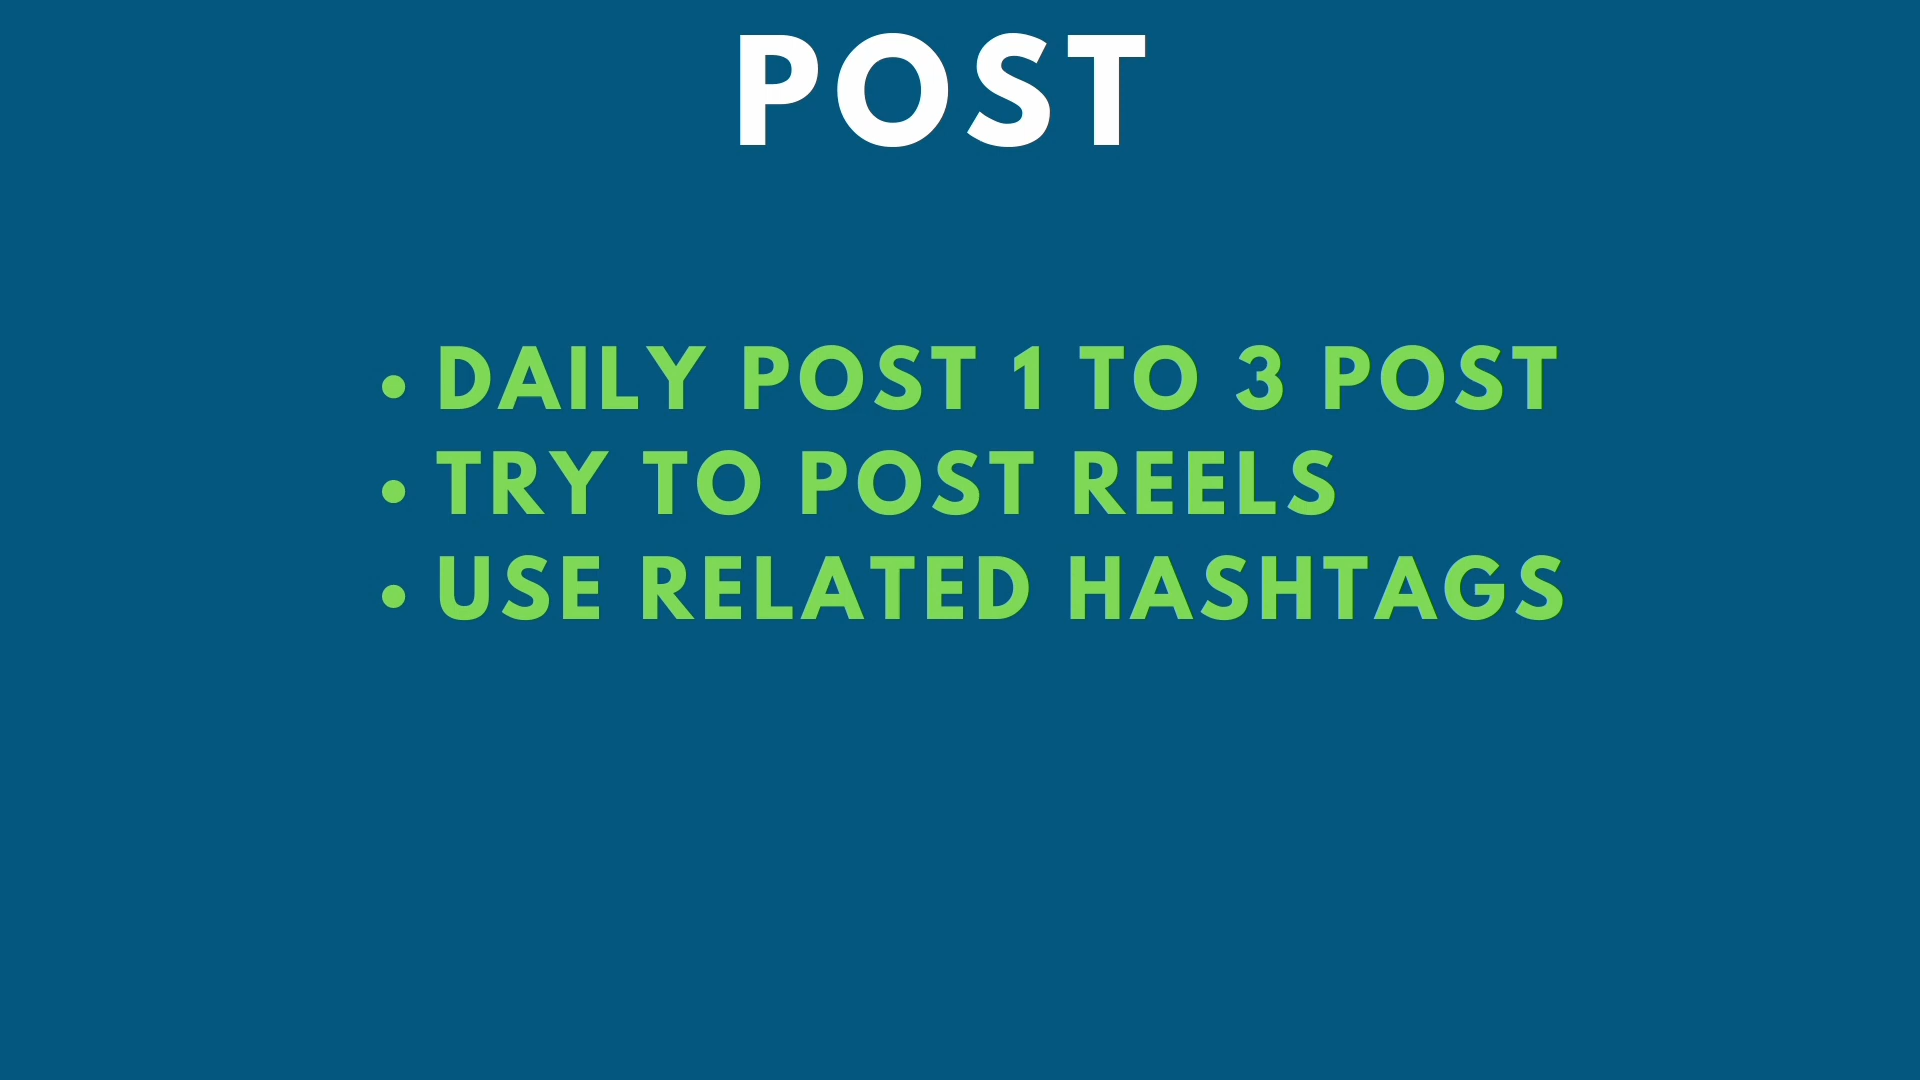 POST
• DAILY POST 1 TO 3 POST
• TRY TO POST REELS
• USE RELATED HASHTAGS